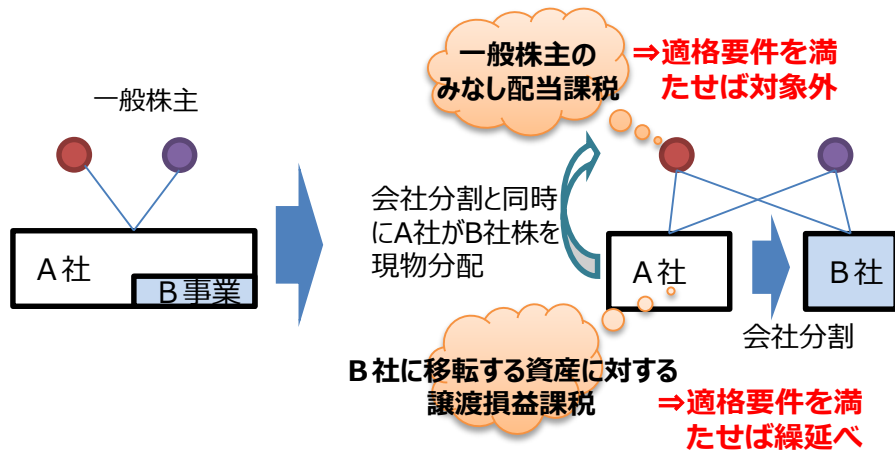 一般株主
A社
B事業
一般株主の
みなし配当課税
⇒適格要件を満
たせば対象外
会社分割と同時
にA社がB社株を
現物分配
A社
B社
会社分割
B社に移転する資産に対する
譲渡損益課税
⇒適格要件を満
たせば繰延べ